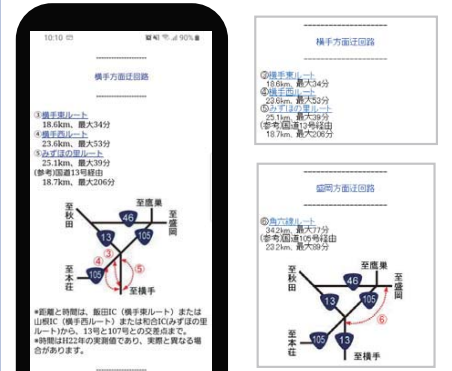 10:10
90%
横手方面迂回路
③横手東ルート
18.6km、最大34分
④横手西ルート
23.6km、最大53分
⑤みずほの里ルート
25.1km、最大39分
(参考)国道13号経由
18.7km、最大206分
至秋田
至鷹巣
至盛岡
46
13
105
③
④
⑤
105
至本荘
至横手
*距離と時間は、飯田IC（横手東ルート）または
山根IC（横手西ルート）または和合IC(みずほの里
ルート)から、13号と107号との交差点まで。
*時間はH22年の実測値であり、実際と異なる場
合があります。
横手方面迂回路
③横手東ルート
18.6km、最大34分
④横手西ルート
23.6km、最大53分
⑤みずほの里ルート
25.1km、最大39分
(参考)国道13号経由
18.7km、最大206分
盛岡方面迂回路
⑥角六線ルート
34.2km、最大77分
(参考)国道105号経由
23.2km、最大89分
至秋田
至鷹巣
至盛岡
46
13
105
⑥
105
13
至本荘
至横手